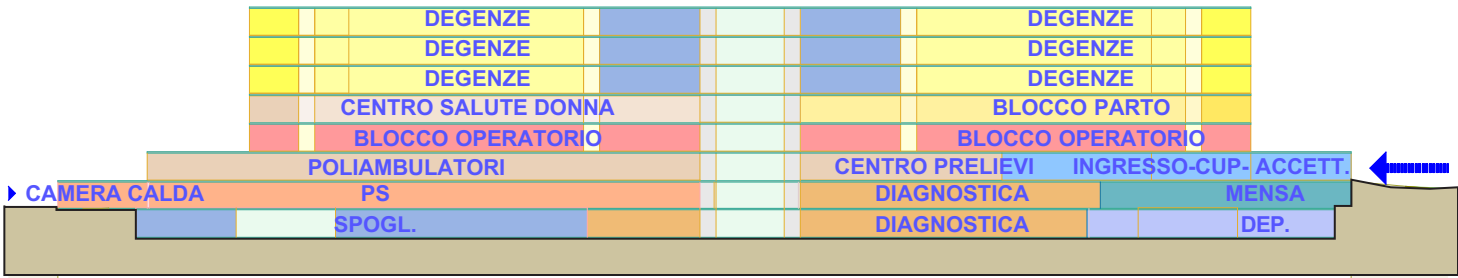 DEGENZE DEGENZE
DEGENZE DEGENZE
DEGENZE DEGENZE
CENTRO SALUTE DONNA BLOCCO PARTO
BLOCCO OPERATORIO BLOCCO OPERATORIO
POLIAMBULATORI CENTRO PRELIEVI INGRESSO-CUP- ACCETT.
CAMERA CALDA PS DIAGNOSTICA MENSA
SPOGL. DIAGNOSTICA DEP.